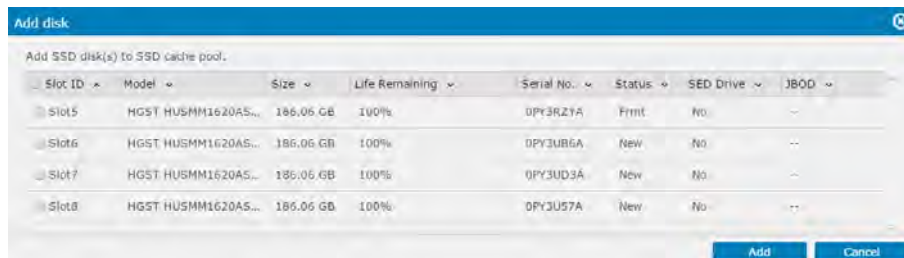 Add disk
Add SSD disk(s) to SSD cache pool.
Slot ID Model Size Life Remaining Serial No. Status SED Drive JBOD
Slot5 HGST HUSMM1620AS... 186.06 GB 100% 0PY3RZYA Frmt No --
Slot6 HGST HUSMM1620AS... 186.06 GB 100% 0PY3UB6A New No --
Slot7 HGST HUSMM1620AS... 186.06 GB 100% 0PY3UD3A New No --
Slot8 HGST HUSMM1620AS... 186.06 GB 100% 0PY3U57A New No --
Add Cancel